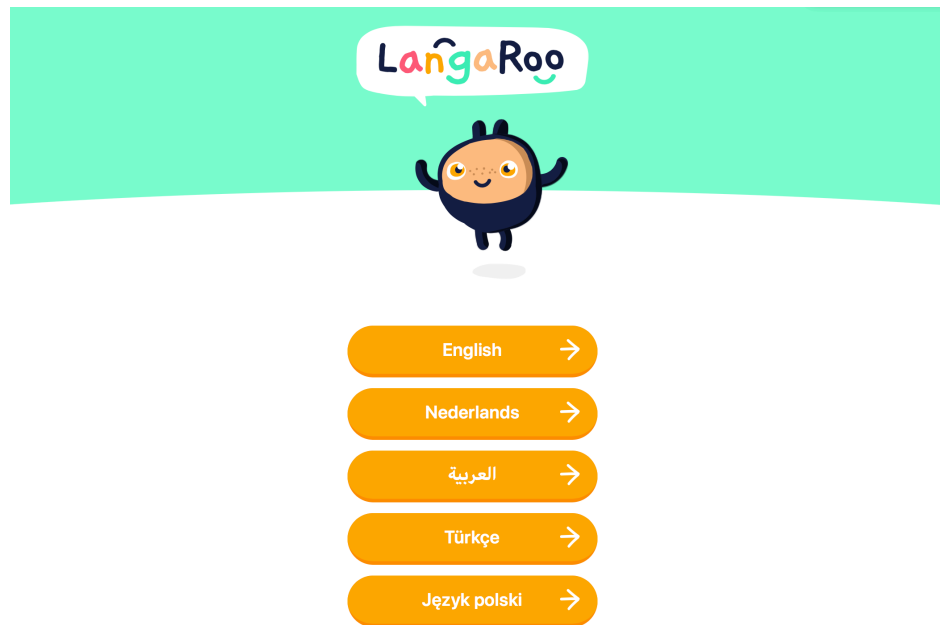 LangaRoo
English
Nederlands
العربية
Türkçe
Język polski